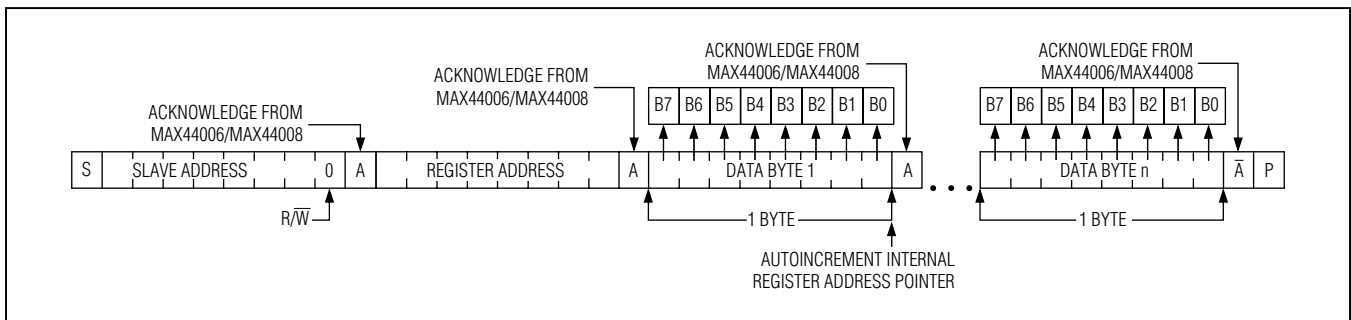 ACKNOWLEDGE FROM
MAX44006/MAX44008
ACKNOWLEDGE FROM
MAX44006/MAX44008
ACKNOWLEDGE FROM
MAX44006/MAX44008
ACKNOWLEDGE FROM
MAX44006/MAX44008
B7 B6 B5 B4 B3 B2 B1 B0
B7 B6 B5 B4 B3 B2 B1 B0
S SLAVE ADDRESS 0 A REGISTER ADDRESS A DATA BYTE 1 A • • • DATA BYTE n A̅ P
R/W̅
1 BYTE
1 BYTE
AUTOINCREMENT INTERNAL
REGISTER ADDRESS POINTER